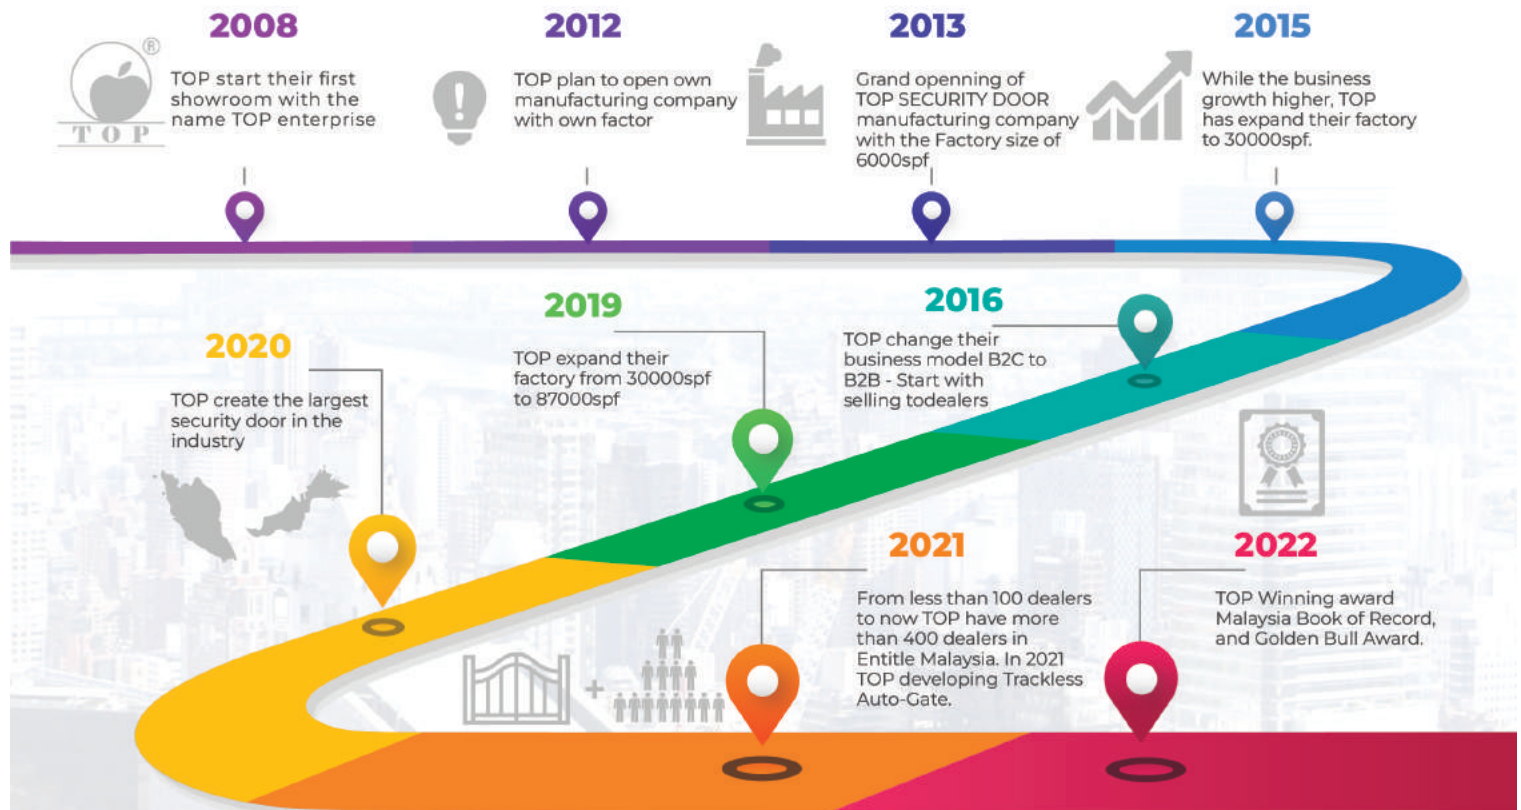 2008
®
TOP
TOP start their first
showroom with the
name TOP enterprise
2012
TOP plan to open own
manufacturing company
with own factor
2013
Grand openning of
TOP SECURITY DOOR
manufacturing company
with the Factory size of
6000spf
2015
While the business
growth higher, TOP
has expand their factory
to 30000spf.
2016
TOP change their
business model B2C to
B2B - Start with
selling todealers
2019
TOP expand their
factory from 30000spf
to 87000spf
2020
TOP create the largest
security door in the
industry
2021
From less than 100 dealers
to now TOP have more
than 400 dealers in
Entitle Malaysia. In 2021
TOP developing Trackless
Auto-Gate.
2022
TOP Winning award
Malaysia Book of Record,
and Golden Bull Award.